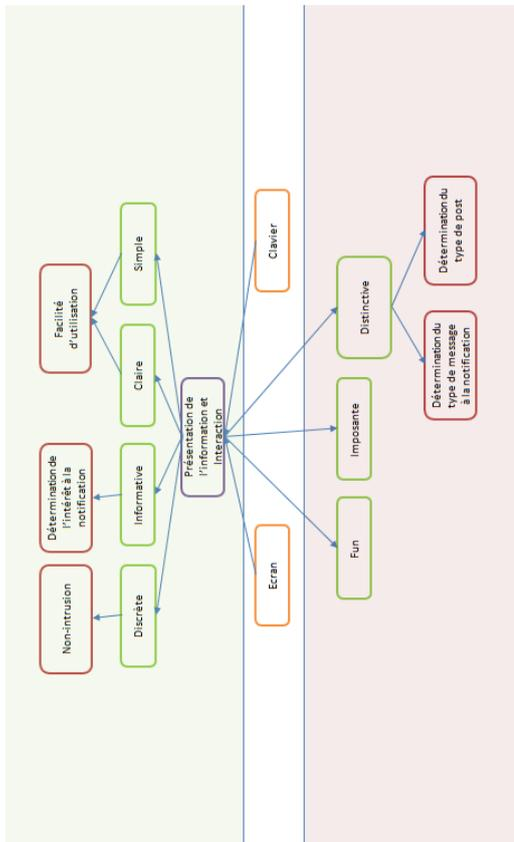 Facilité
d'utilisation
Détermination de
l'intérêt à la
notification
Non-intrusion
Simple
Claire
Informative
Discrète
Présentation de
l'information et
Interaction
Clavier
Ecran
Distinctive
Imposante
Fun
Détermination du
type de post
Détermination du
type de message
à la notification